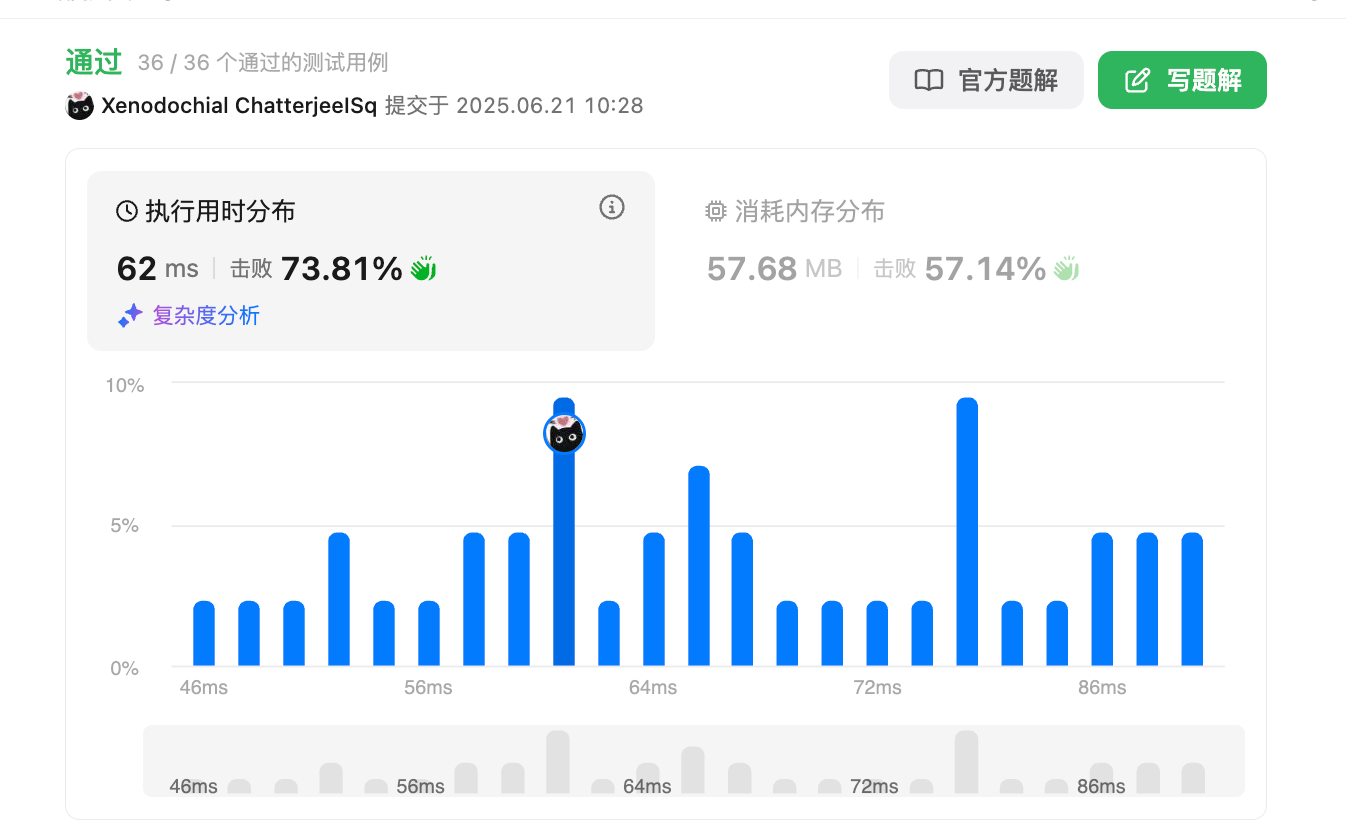 通过 36 / 36 个通过的测试用例
Xenodochial ChatterjeeISq 提交于 2025.06.21 10:28
官方题解
写题解
执行用时分布
62 ms 击败 73.81%
复杂度分析
消耗内存分布
57.68 MB 击败 57.14%
10%
5%
0%
46ms 56ms 64ms 72ms 86ms
46ms 56ms 64ms 72ms 86ms